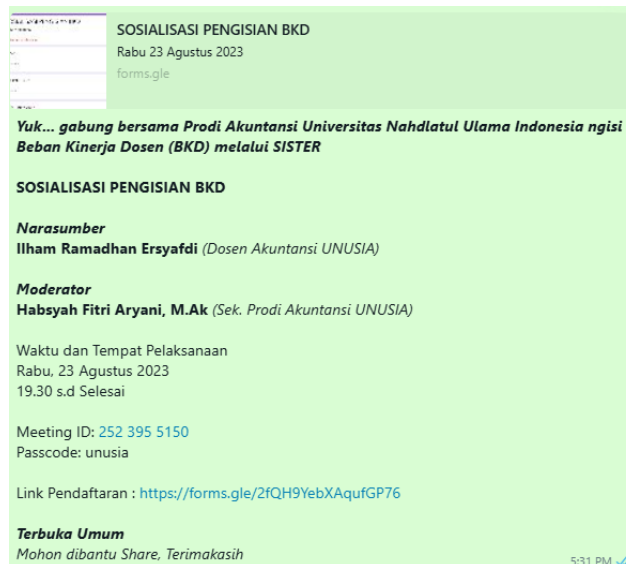 SOSIALISASI PENGISIAN BKD
Rabu 23 Agustus 2023
forms.gle
Yuk... gabung bersama Prodi Akuntansi Universitas Nahdlatul Ulama Indonesia ngisi
Beban Kinerja Dosen (BKD) melalui SISTER
SOSIALISASI PENGISIAN BKD
Narasumber
Ilham Ramadhan Ersyafdi (Dosen Akuntansi UNUSIA)
Moderator
Habsyah Fitri Aryani, M.Ak (Sek. Prodi Akuntansi UNUSIA)
Waktu dan Tempat Pelaksanaan
Rabu, 23 Agustus 2023
19.30 s.d Selesai
Meeting ID: 252 395 5150
Passcode: unusia
Link Pendaftaran : https://forms.gle/2fQH9YebXAqufGP76
Terbuka Umum
Mohon dibantu Share, Terimakasih
5:31 PM